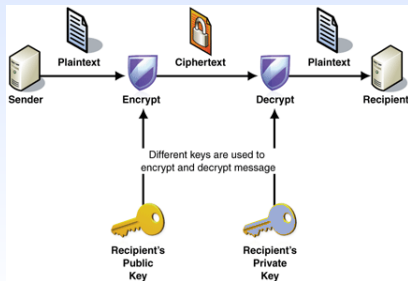 Plaintext
Ciphertext
Plaintext
Sender
Encrypt
Decrypt
Recipient
Different keys are used to
encrypt and decrypt message
Recipient's
Public
Key
Recipient's
Private
Key